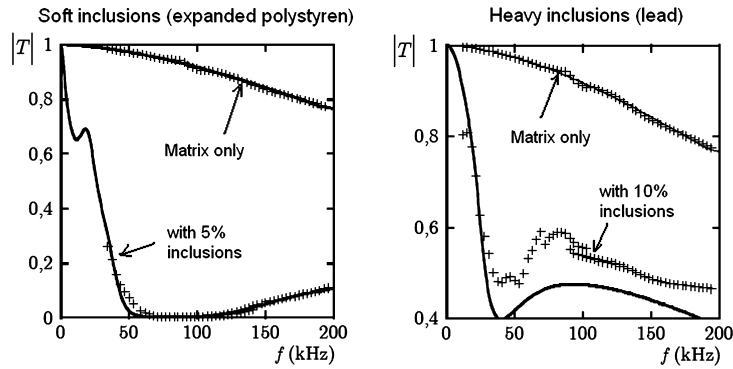 Soft inclusions (expanded polystyren)
|T|
1
0,8
0,6
0,4
0,2
0
Matrix only
with 5%
inclusions
0
50
100
150
200
f (kHz)
Heavy inclusions (lead)
|T|
1
0,8
0,6
0,4
Matrix only
with 10%
inclusions
0
50
100
150
200
f (kHz)